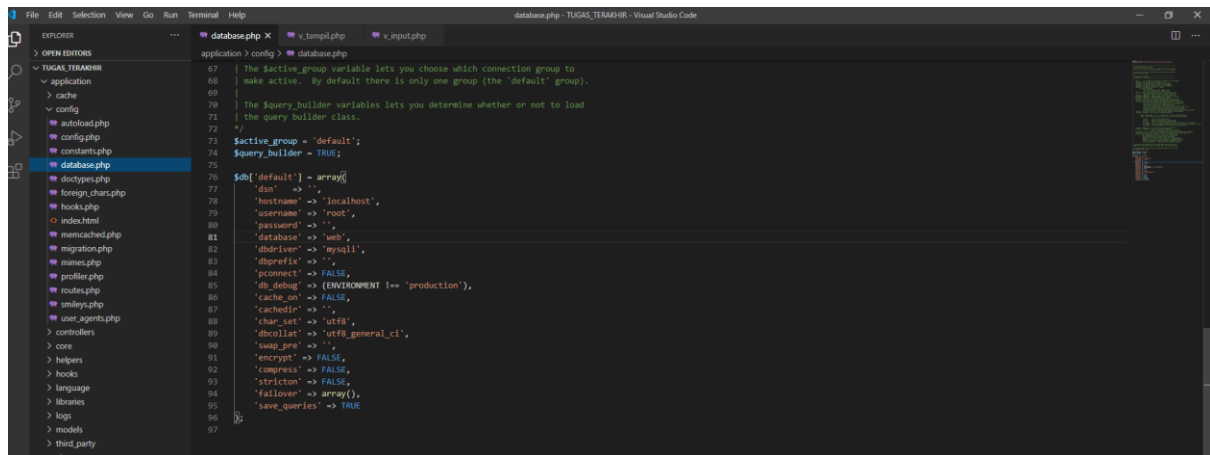 File Edit Selection View Go Run Terminal Help
database.php - TUGAS_TERAKHIR - Visual Studio Code
EXPLORER
OPEN EDITORS
TUGAS_TERAKHIR
application
cache
config
autoload.php
config.php
constants.php
database.php
doctypes.php
foreign_chars.php
hooks.php
index.html
memcached.php
migration.php
mimes.php
profiler.php
routes.php
smileys.php
user_agents.php
controllers
core
helpers
hooks
language
libraries
logs
models
third_party
database.php v_tampil.php v_input.php
application > config > database.php
67 | The $active_group variable lets you choose which connection group to
68 | make active. By default there is only one group (the 'default' group).
69 |
70 | The $query_builder variables lets you determine whether or not to load
71 | the query builder class.
72 */
73 $active_group = 'default';
74 $query_builder = TRUE;
75
76 $db['default'] = array(
77 'dsn' => '',
78 'hostname' => 'localhost',
79 'username' => 'root',
80 'password' => '',
81 'database' => 'web',
82 'dbdriver' => 'mysqli',
83 'dbprefix' => '',
84 'pconnect' => FALSE,
85 'db_debug' => (ENVIRONMENT !== 'production'),
86 'cache_on' => FALSE,
87 'cachedir' => '',
88 'char_set' => 'utf8',
89 'dbcollat' => 'utf8_general_ci',
90 'swap_pre' => '',
91 'encrypt' => FALSE,
92 'compress' => FALSE,
93 'stricton' => FALSE,
94 'failover' => array(),
95 'save_queries' => TRUE
96 );
97